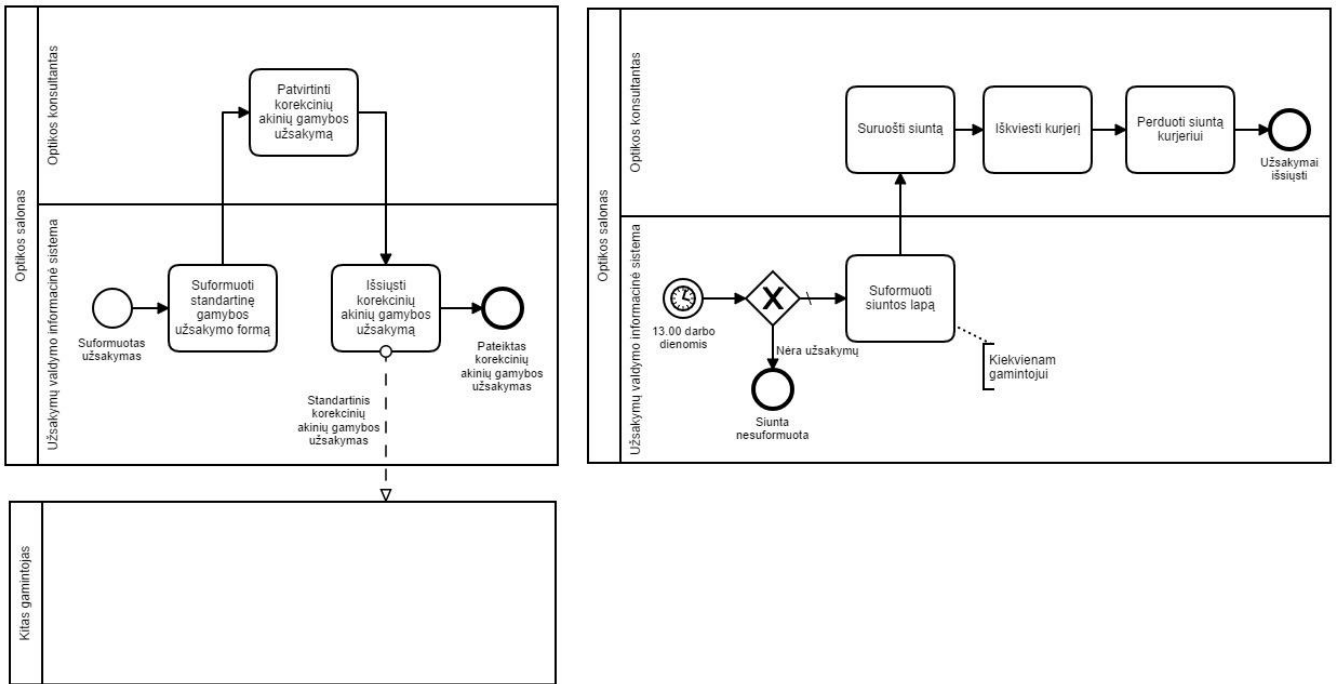 Optikos salonas
Optikos konsultantas
Patvirtinti
korekcinių
akinių gamybos
užsakymą
Užsakymų valdymo informacinė sistema
Suformuotas
užsakymas
Suformuoti
standartinę
gamybos
užsakymo formą
Išsiųsti
korekcinių
akinių gamybos
užsakymą
Pateiktas
korekcinių
akinių gamybos
užsakymas
Standartinis
korekcinių
akinių gamybos
užsakymas
Kitas gamintojas
Optikos salonas
Optikos konsultantas
Suruošti siuntą
Iškviesti kurjerį
Perduoti siuntą
kurjeriui
Užsakymai
išsiųsti
Užsakymų valdymo informacinė sistema
13.00 darbo
dienomis
Nėra užsakymų
Siunta
nesuformuota
Suformuoti
siuntos lapą
Kiekvienam
gamintojui